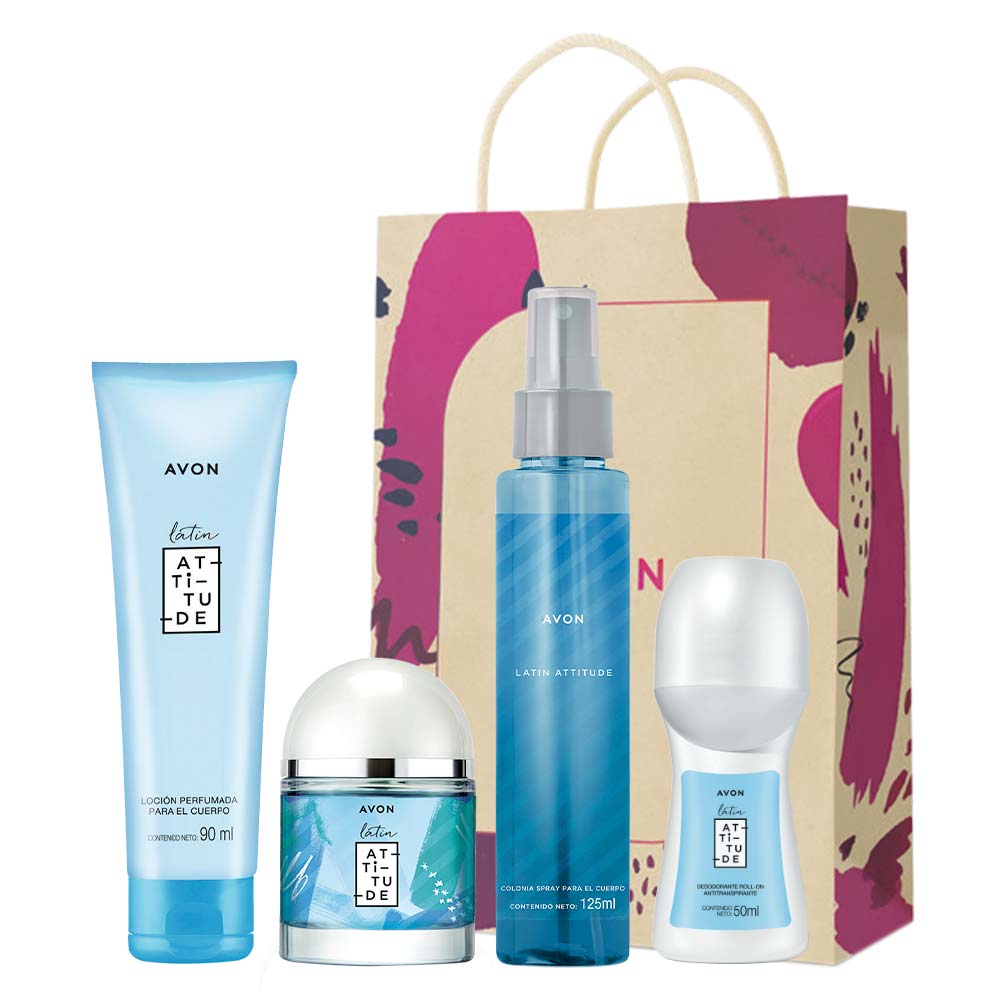 AVON
latin
AT-
TI-
-TU
-DE
LOCIÓN PERFUMADA
PARA EL CUERPO
CONTENIDO NETO: 90 ml
AVON
latin
AT-
TI-
-TU
-DE
AVON
LATIN ATTITUDE
COLONIA SPRAY PARA EL CUERPO
CONTENIDO NETO: 125ml
N
AVON
latin
AT-
TI-
-TU
-DE
DESODORANTE ROLL-ON
ANTITRANSPIRANTE
CONTENIDO
NETO: 50ml